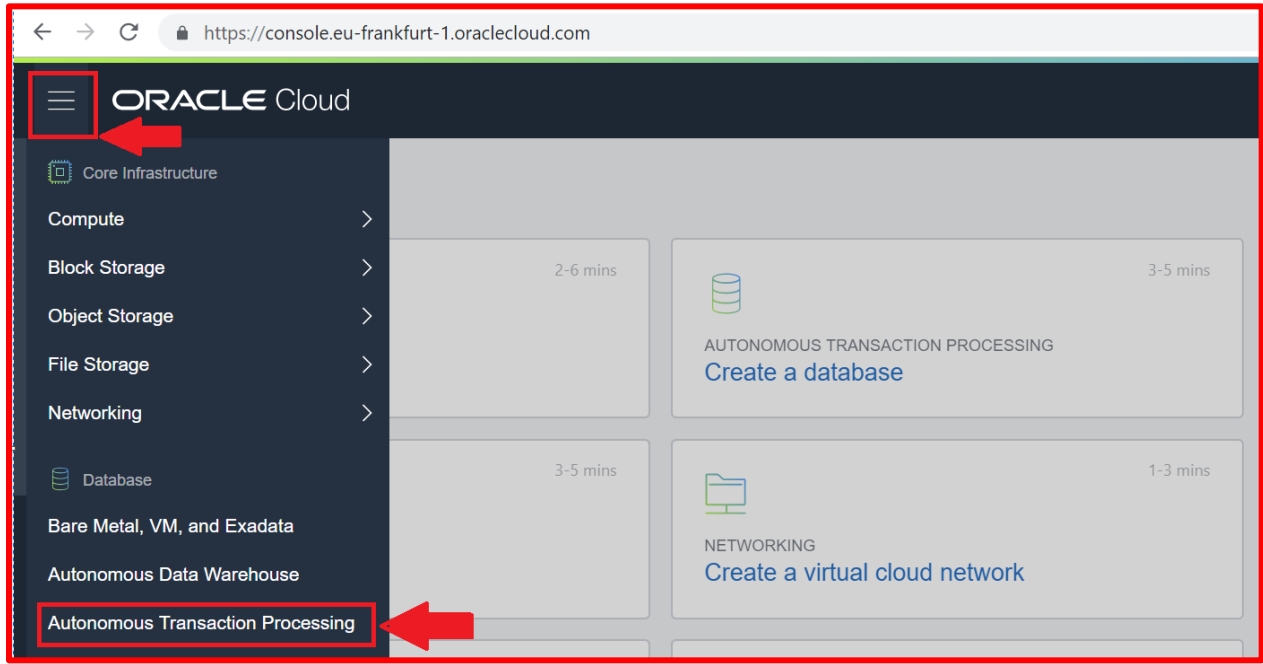 https://console.eu-frankfurt-1.oraclecloud.com
ORACLE Cloud
Core Infrastructure
Compute
Block Storage
Object Storage
File Storage
Networking
Database
Bare Metal, VM, and Exadata
Autonomous Data Warehouse
Autonomous Transaction Processing
2-6 mins
3-5 mins
AUTONOMOUS TRANSACTION PROCESSING
Create a database
3-5 mins
1-3 mins
NETWORKING
Create a virtual cloud network